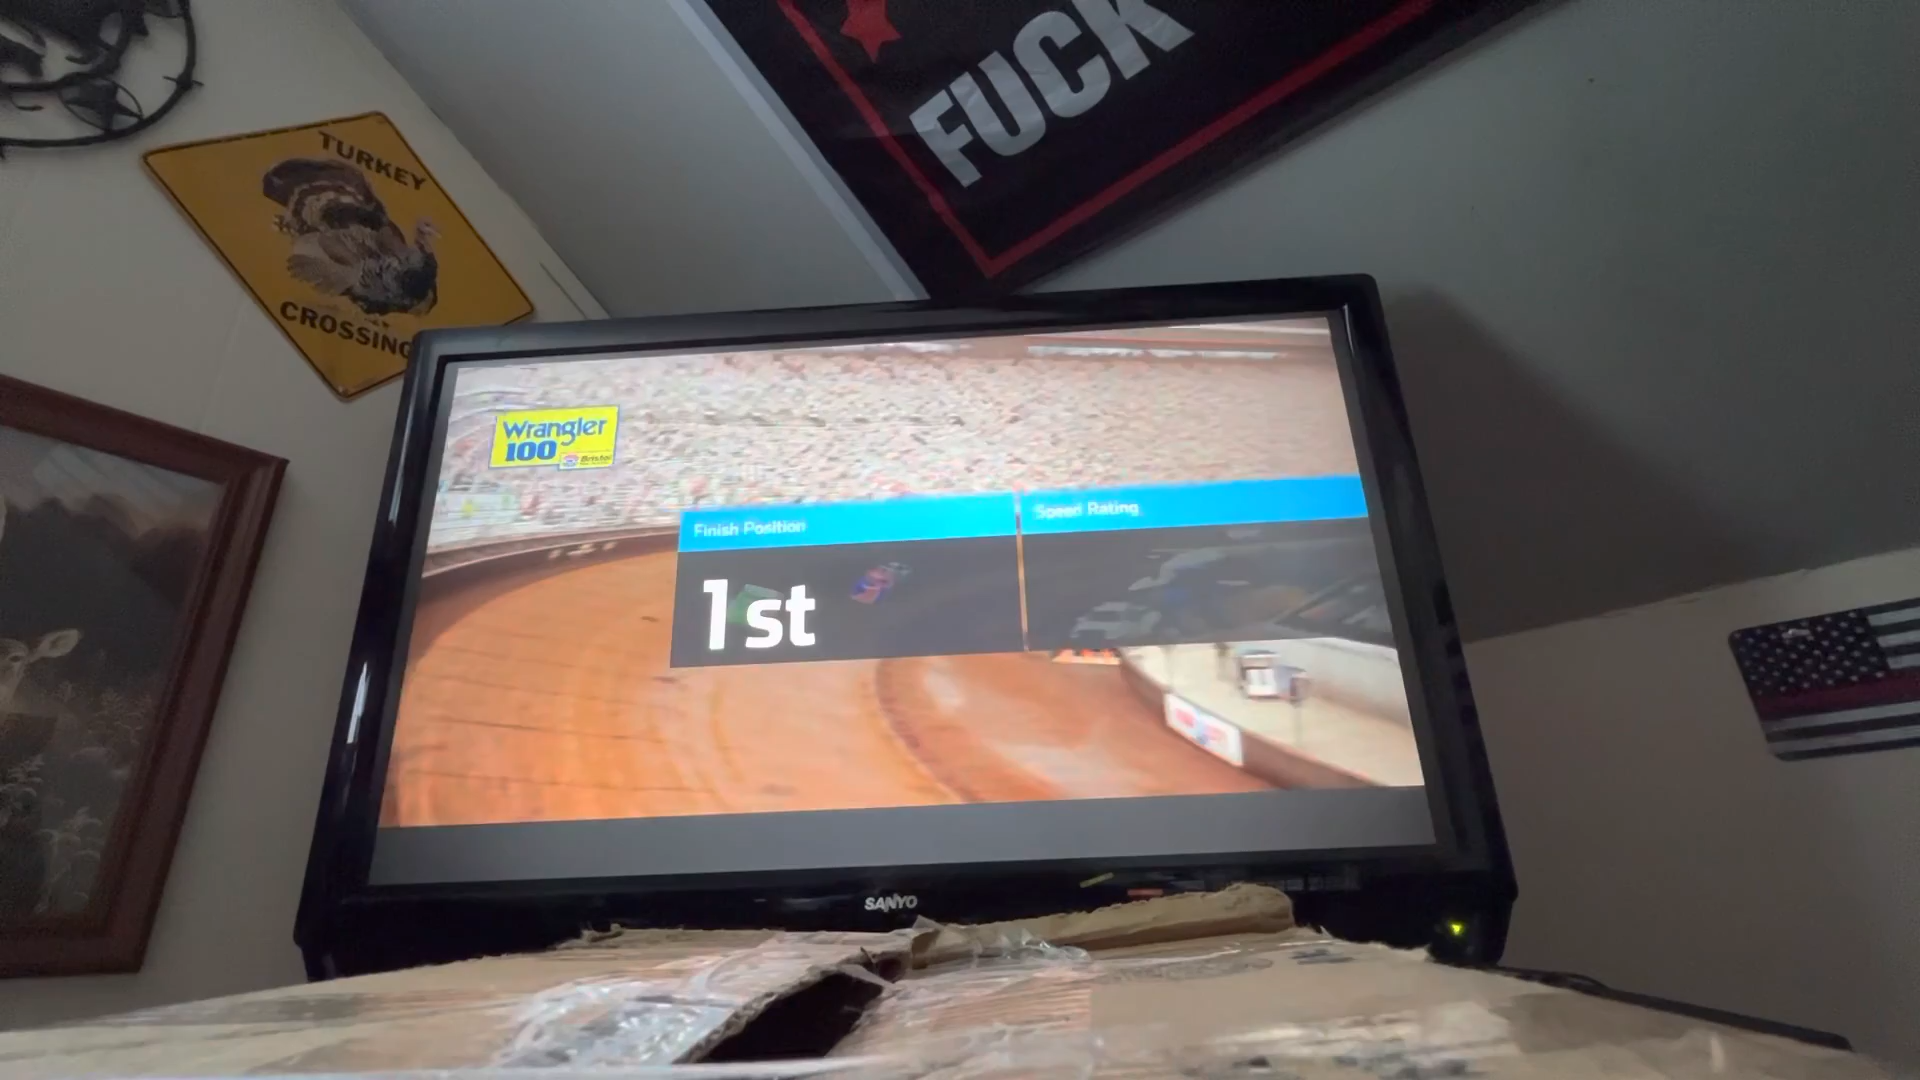 FUCK
TURKEY
CROSSING
Wrangler
100
Bristol
Finish Position
Speed Rating
1st
SANYO